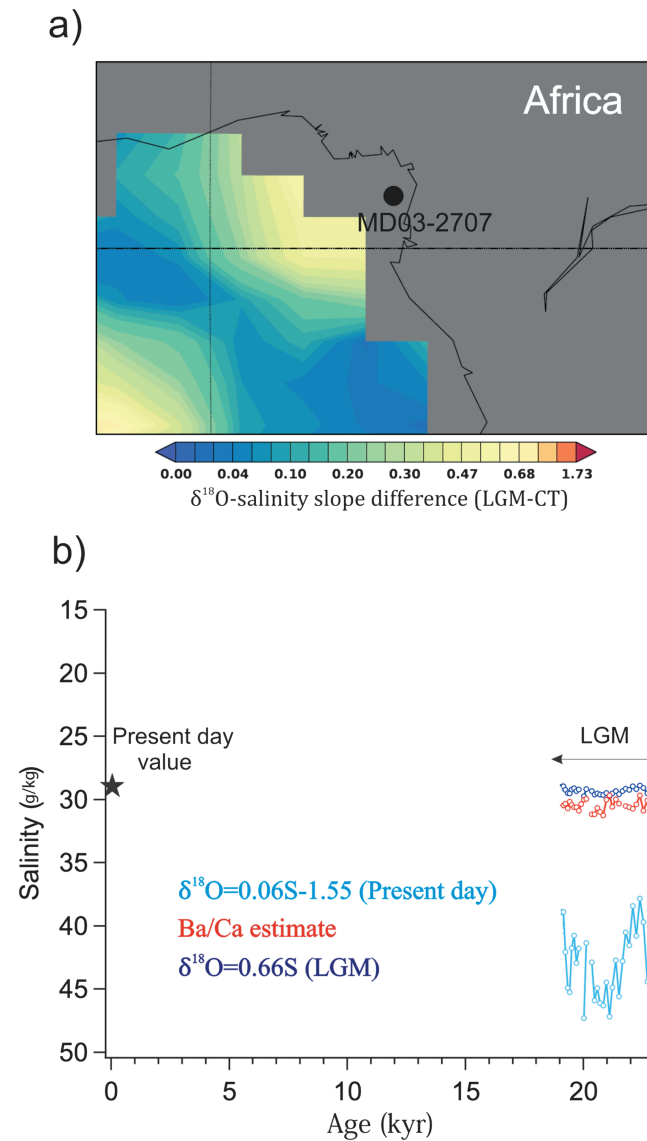 a)
Africa
MD03-2707
0.00 0.04 0.10 0.20 0.30 0.47 0.68 1.73
δ¹⁸O-salinity slope difference (LGM-CT)
b)
15
20
25
30
35
40
45
50
Salinity (g/kg)
Present day
value
LGM
δ¹⁸O=0.06S-1.55 (Present day)
Ba/Ca estimate
δ¹⁸O=0.66S (LGM)
0 5 10 15 20
Age (kyr)